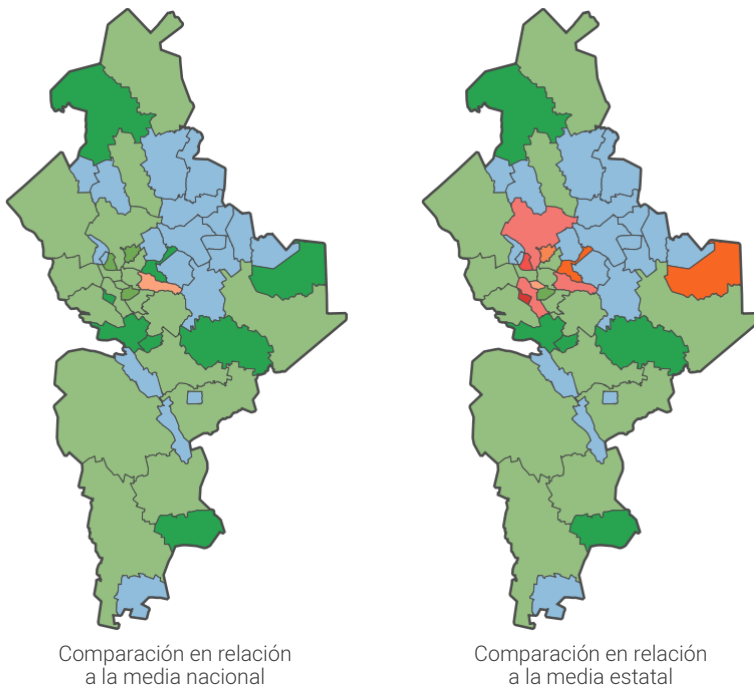 Comparación en relación
a la media nacional
Comparación en relación
a la media estatal